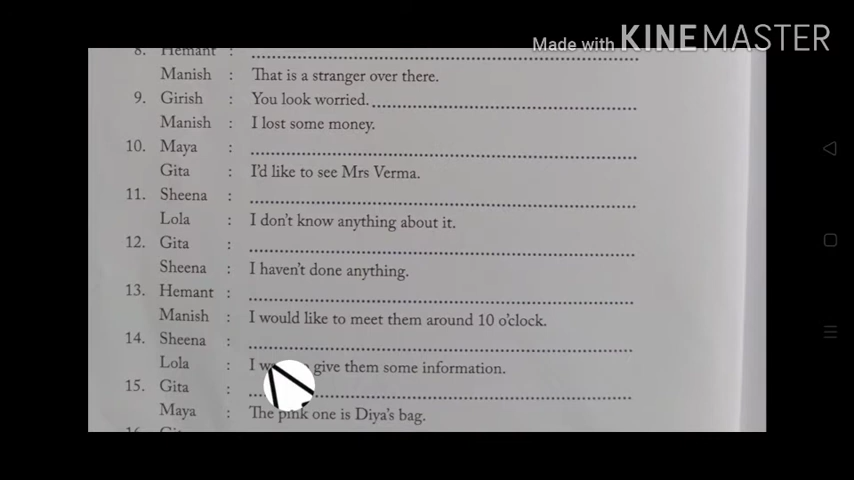 Made with KINEMASTER
8. Hemant : ..............................
Manish : That is a stranger over there.
9. Girish : You look worried. ..............................
Manish : I lost some money.
10. Maya : ..............................
Gita : I'd like to see Mrs Verma.
11. Sheena : ..............................
Lola : I don't know anything about it.
12. Gita : ..............................
Sheena : I haven't done anything.
13. Hemant : ..............................
Manish : I would like to meet them around 10 o'clock.
14. Sheena : ..............................
Lola : I give them some information.
15. Gita : ..............................
Maya : The pink one is Diya's bag.